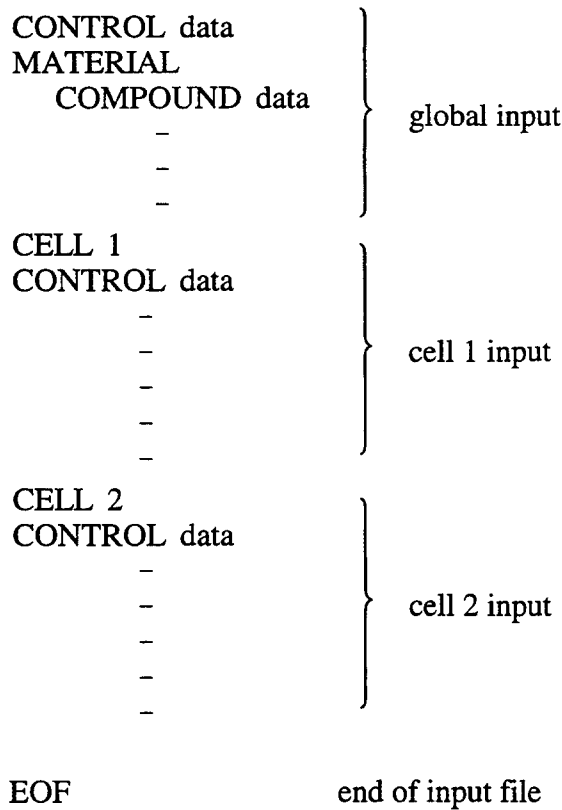 CONTROL data
MATERIAL
COMPOUND data
–
–
–
global input
CELL 1
CONTROL data
–
–
–
–
–
cell 1 input
CELL 2
CONTROL data
–
–
–
–
–
cell 2 input
EOF end of input file